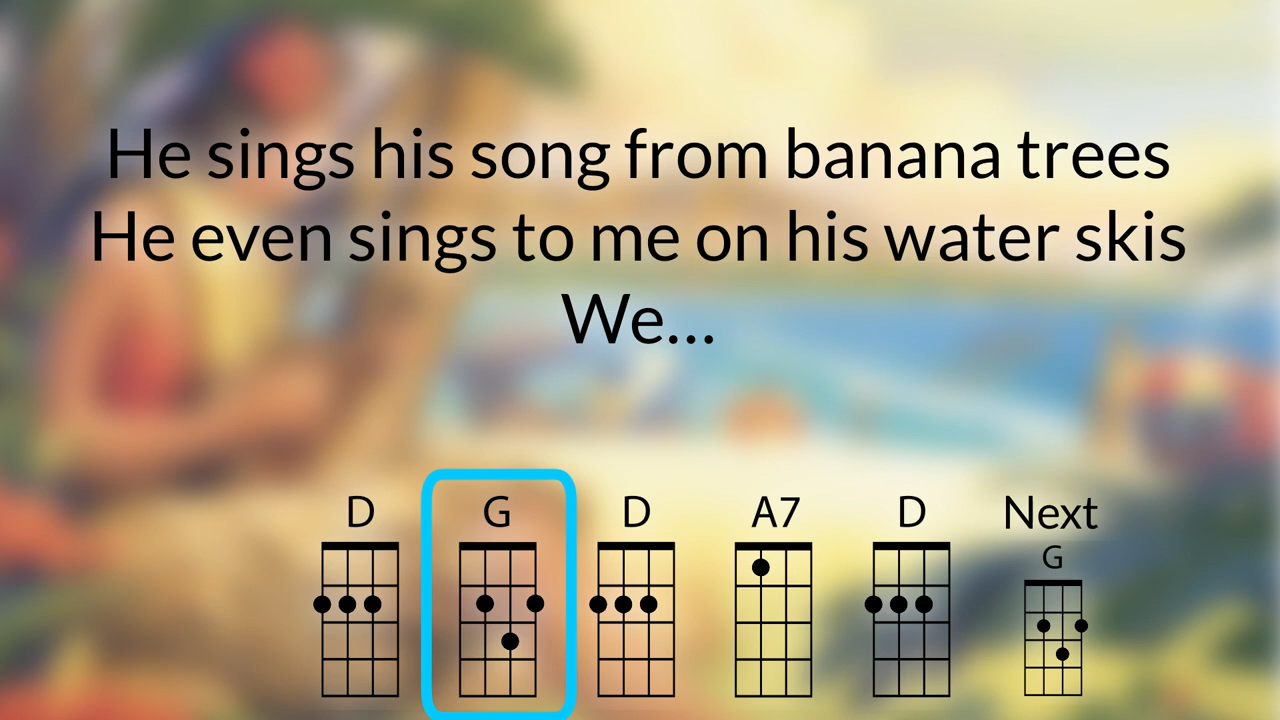 He sings his song from banana trees
He even sings to me on his water skis
We...
D G D A7 D Next
G